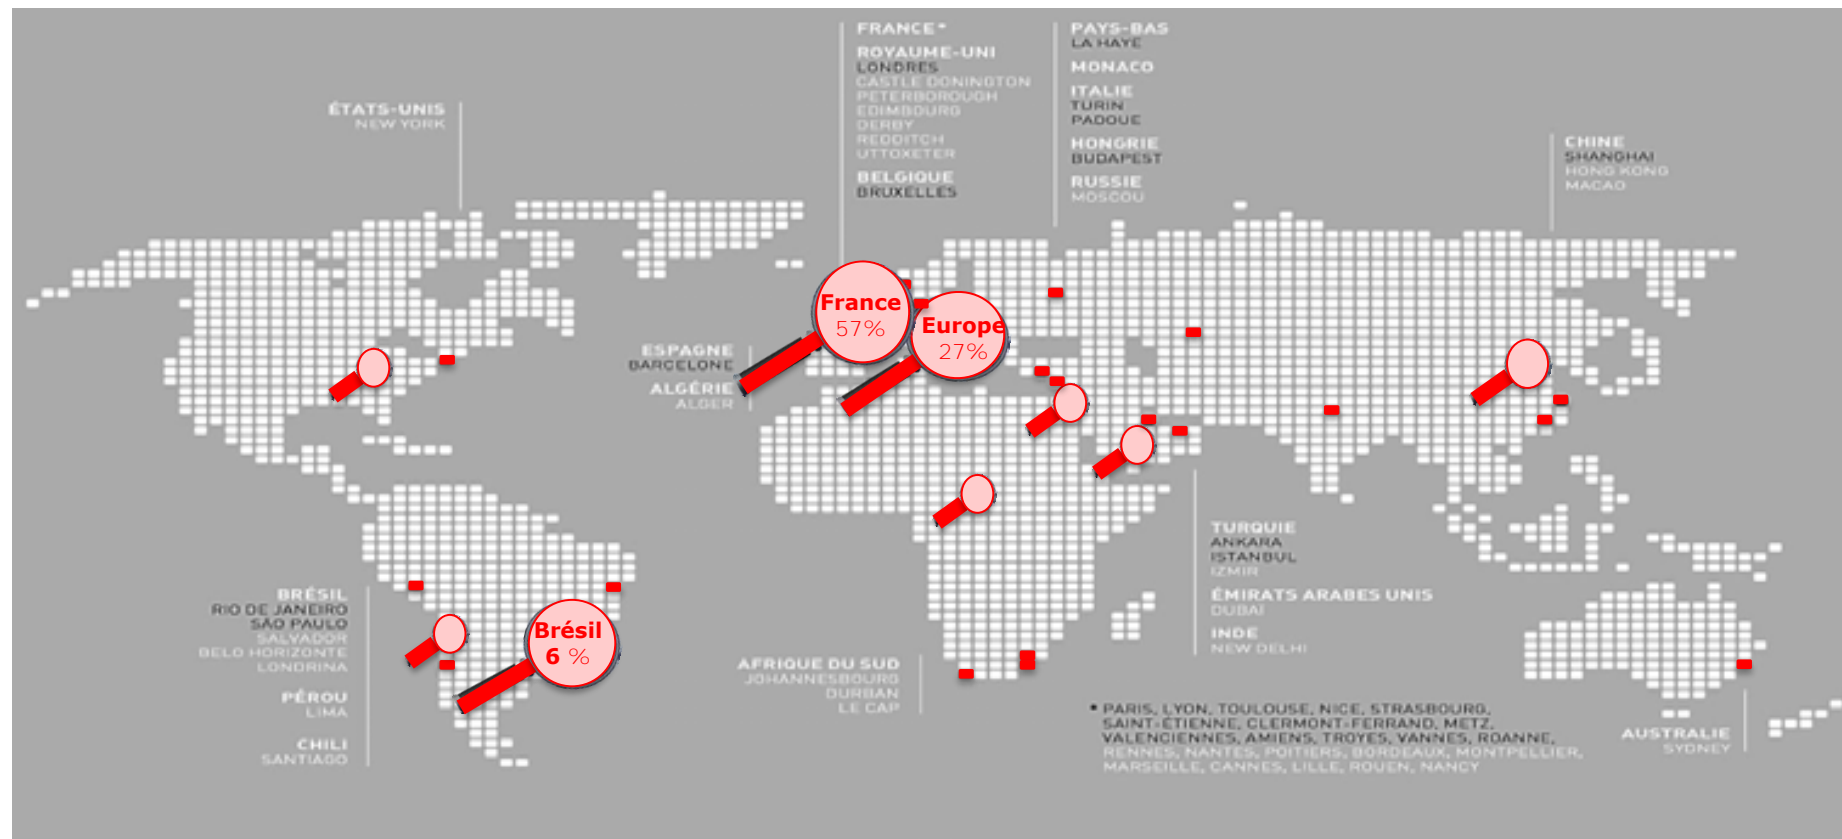 FRANCE*
ROYAUME-UNI
LONDRES
CASTLE DONINGTON
PETERBOROUGH
EDIMBOURG
DERBY
REDDITCH
UTTOXETER
BELGIQUE
BRUXELLES
PAYS-BAS
LA HAYE
MONACO
ITALIE
TURIN
PADOUE
HONGRIE
BUDAPEST
RUSSIE
MOSCOU
ÉTATS-UNIS
NEW YORK
CHINE
SHANGHAI
HONG KONG
MACAO
France
57%
Europe
27%
ESPAGNE
BARCELONE
ALGÉRIE
ALGER
TURQUIE
ANKARA
ISTANBUL
IZMIR
ÉMIRATS ARABES UNIS
DUBAÏ
INDE
NEW DELHI
BRÉSIL
RIO DE JANEIRO
SÃO PAULO
SALVADOR
BELO HORIZONTE
LONDRINA
PÉROU
LIMA
CHILI
SANTIAGO
Brésil
6 %
AFRIQUE DU SUD
JOHANNESBOURG
DURBAN
LE CAP
* PARIS, LYON, TOULOUSE, NICE, STRASBOURG,
SAINT-ÉTIENNE, CLERMONT-FERRAND, METZ,
VALENCIENNES, AMIENS, TROYES, VANNES, ROANNE,
RENNES, NANTES, POITIERS, BORDEAUX, MONTPELLIER,
MARSEILLE, CANNES, LILLE, ROUEN, NANCY
AUSTRALIE
SYDNEY